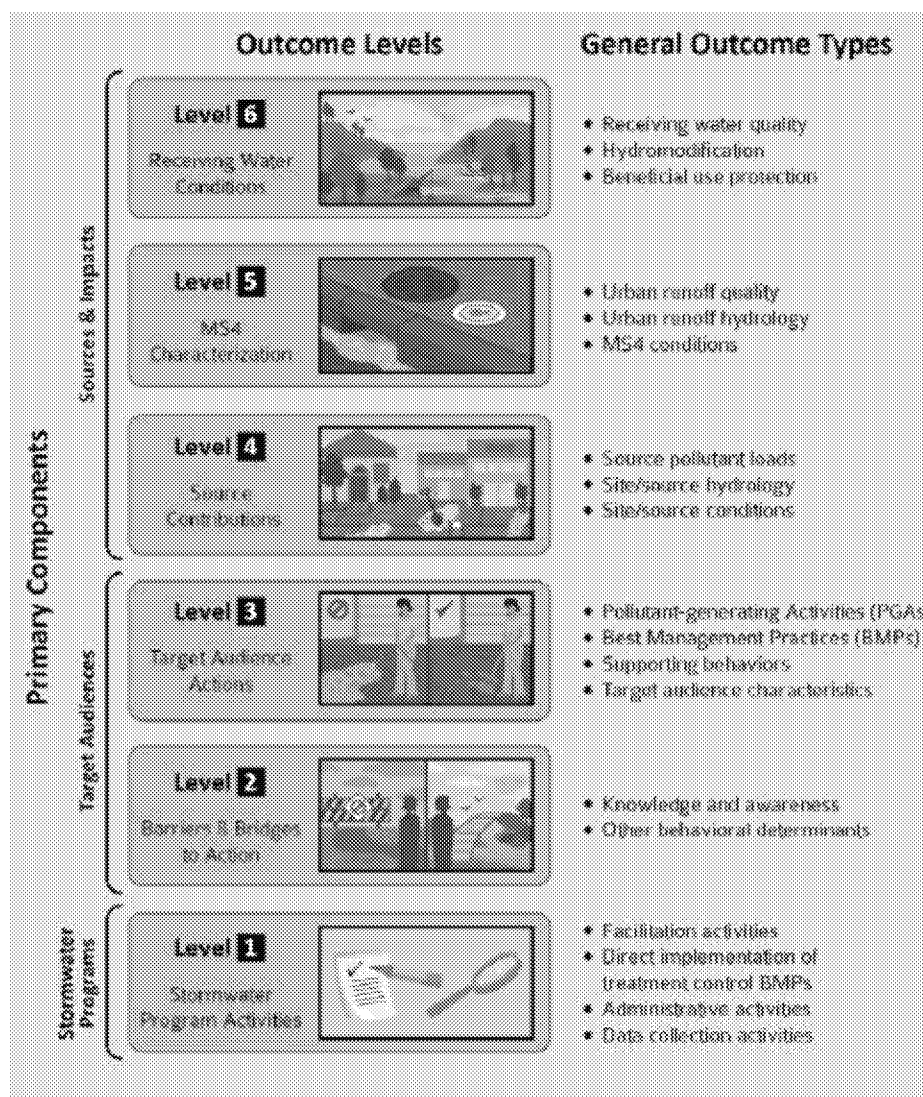 Outcome Levels
General Outcome Types
Primary Components
Sources & Impacts
Level 6
Receiving Water
Conditions
• Receiving water quality
• Hydromodification
• Beneficial use protection
Level 5
MS4
Characterization
• Urban runoff quality
• Urban runoff hydrology
• MS4 conditions
Level 4
Source
Contributions
• Source pollutant loads
• Site/source hydrology
• Site/source conditions
Target Audiences
Level 3
Target Audience
Actions
• Pollutant-generating Activities (PGAs
• Best Management Practices (BMPs)
• Supporting behaviors
• Target audience characteristics
Level 2
Barriers & Bridges
to Action
• Knowledge and awareness
• Other behavioral determinants
Stormwater
Programs
Level 1
Stormwater
Program Activities
• Facilitation activities
• Direct implementation of
treatment control BMPs
• Administrative activities
• Data collection activities